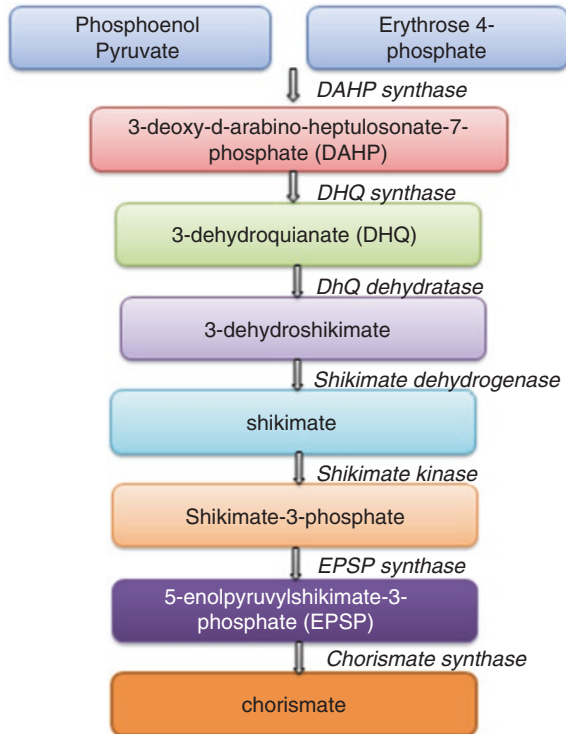 Phosphoenol
Pyruvate
Erythrose 4-
phosphate
DAHP synthase
3-deoxy-d-arabino-heptulosonate-7-
phosphate (DAHP)
DHQ synthase
3-dehydroquianate (DHQ)
DhQ dehydratase
3-dehydroshikimate
Shikimate dehydrogenase
shikimate
Shikimate kinase
Shikimate-3-phosphate
EPSP synthase
5-enolpyruvylshikimate-3-
phosphate (EPSP)
Chorismate synthase
chorismate